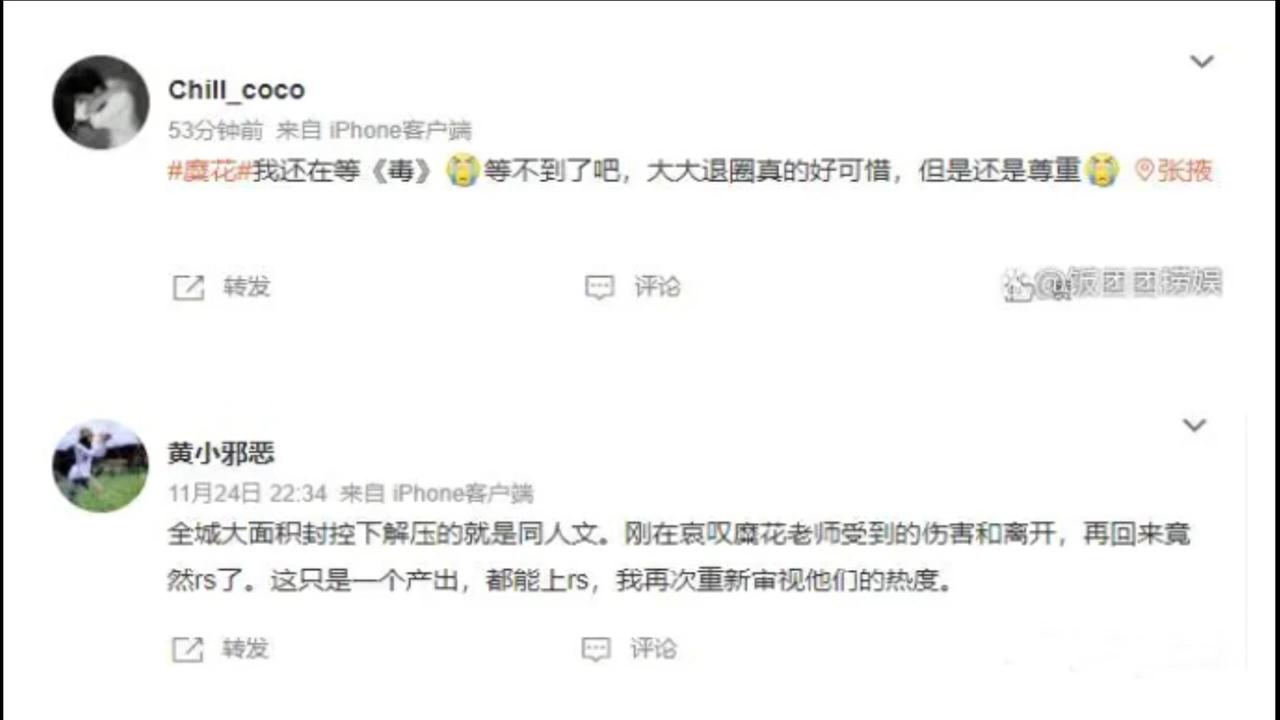 Chill_coco
53分钟前 来自 iPhone客户端
#糜花#我还在等《毒》😭等不到了吧，大大退圈真的好可惜，但是还是尊重😭 张掖
转发 评论
@饭团团捞娱
黄小邪恶
11月24日 22:34 来自 iPhone客户端
全城大面积封控下解压的就是同人文。刚在哀叹糜花老师受到的伤害和离开，再回来竟
然rs了。这只是一个产出，都能上rs，我再次重新审视他们的热度。
转发 评论